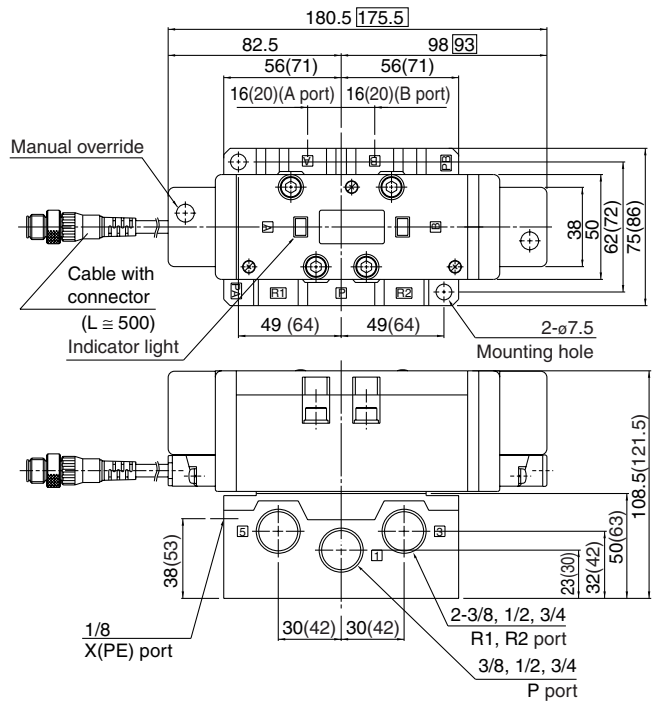 180.5 175.5
82.5
98 93
56(71)
56(71)
16(20)(A port)
16(20)(B port)
Manual override
A
B
R1
P
R2
38
50
62(72)
75(86)
Cable with
connector
(L ≅ 500)
Indicator light
49 (64)
49(64)
2-ø7.5
Mounting hole
5
3
1
38(53)
108.5(121.5)
50(63)
32(42)
23(30)
30(42)
30(42)
1/8
X(PE) port
2-3/8, 1/2, 3/4
R1, R2 port
3/8, 1/2, 3/4
P port